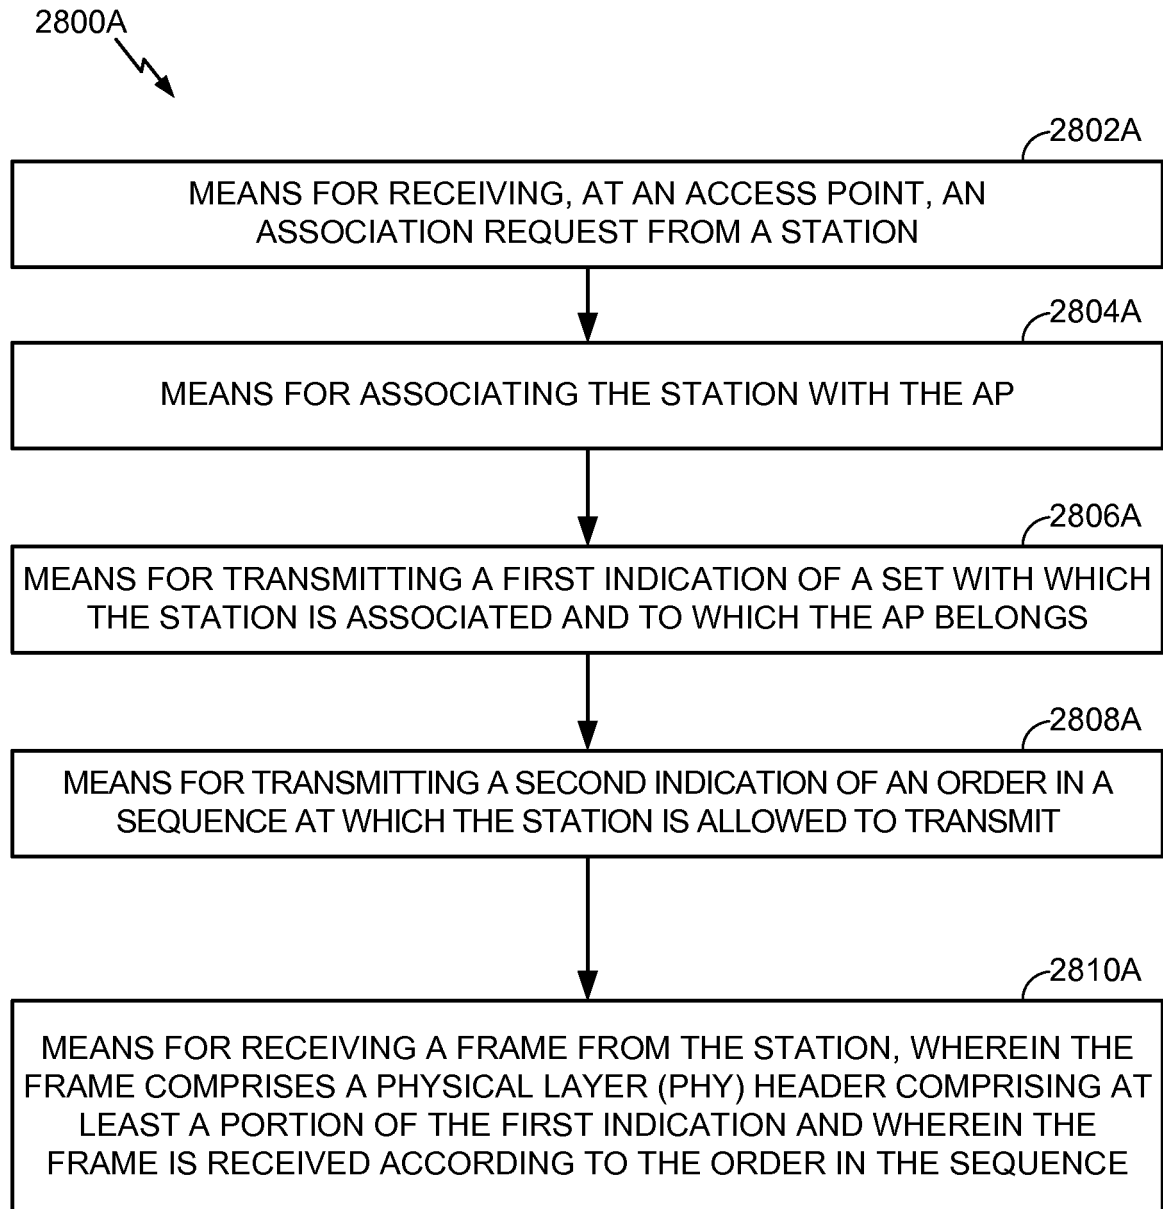 2800A
2802A
MEANS FOR RECEIVING, AT AN ACCESS POINT, AN
ASSOCIATION REQUEST FROM A STATION
2804A
MEANS FOR ASSOCIATING THE STATION WITH THE AP
2806A
MEANS FOR TRANSMITTING A FIRST INDICATION OF A SET WITH WHICH
THE STATION IS ASSOCIATED AND TO WHICH THE AP BELONGS
2808A
MEANS FOR TRANSMITTING A SECOND INDICATION OF AN ORDER IN A
SEQUENCE AT WHICH THE STATION IS ALLOWED TO TRANSMIT
2810A
MEANS FOR RECEIVING A FRAME FROM THE STATION, WHEREIN THE
FRAME COMPRISES A PHYSICAL LAYER (PHY) HEADER COMPRISING AT
LEAST A PORTION OF THE FIRST INDICATION AND WHEREIN THE
FRAME IS RECEIVED ACCORDING TO THE ORDER IN THE SEQUENCE